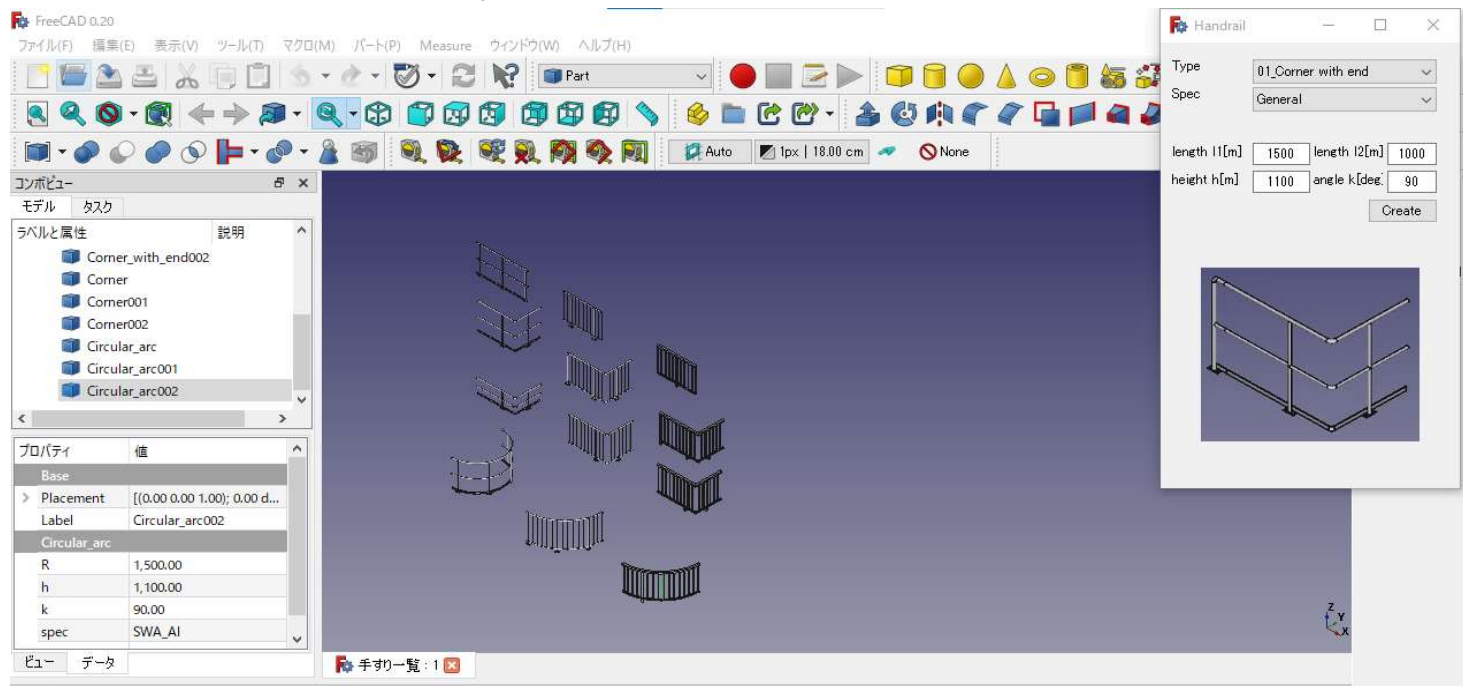 FreeCAD 0.20
ファイル(F) 編集(E) 表示(V) ツール(T) マクロ(M) パート(P) Measure ウィンドウ(W) ヘルプ(H)
Part
Auto 1px | 18.00 cm None
コンボビュー
モデル タスク
ラベルと属性 説明
Corner_with_end002
Corner
Corner001
Corner002
Circular_arc
Circular_arc001
Circular_arc002
プロパティ 値
Base
Placement [(0.00 0.00 1.00); 0.00 d...
Label Circular_arc002
Circular_arc
R 1,500.00
h 1,100.00
k 90.00
spec SWA_Al
ビュー データ
手すり一覧 : 1
Z
Y
X
Handrail
Type 01_Corner with end
Spec General
length l1[m] 1500 length l2[m] 1000
height h[m] 1100 angle k[deg. 90
Create